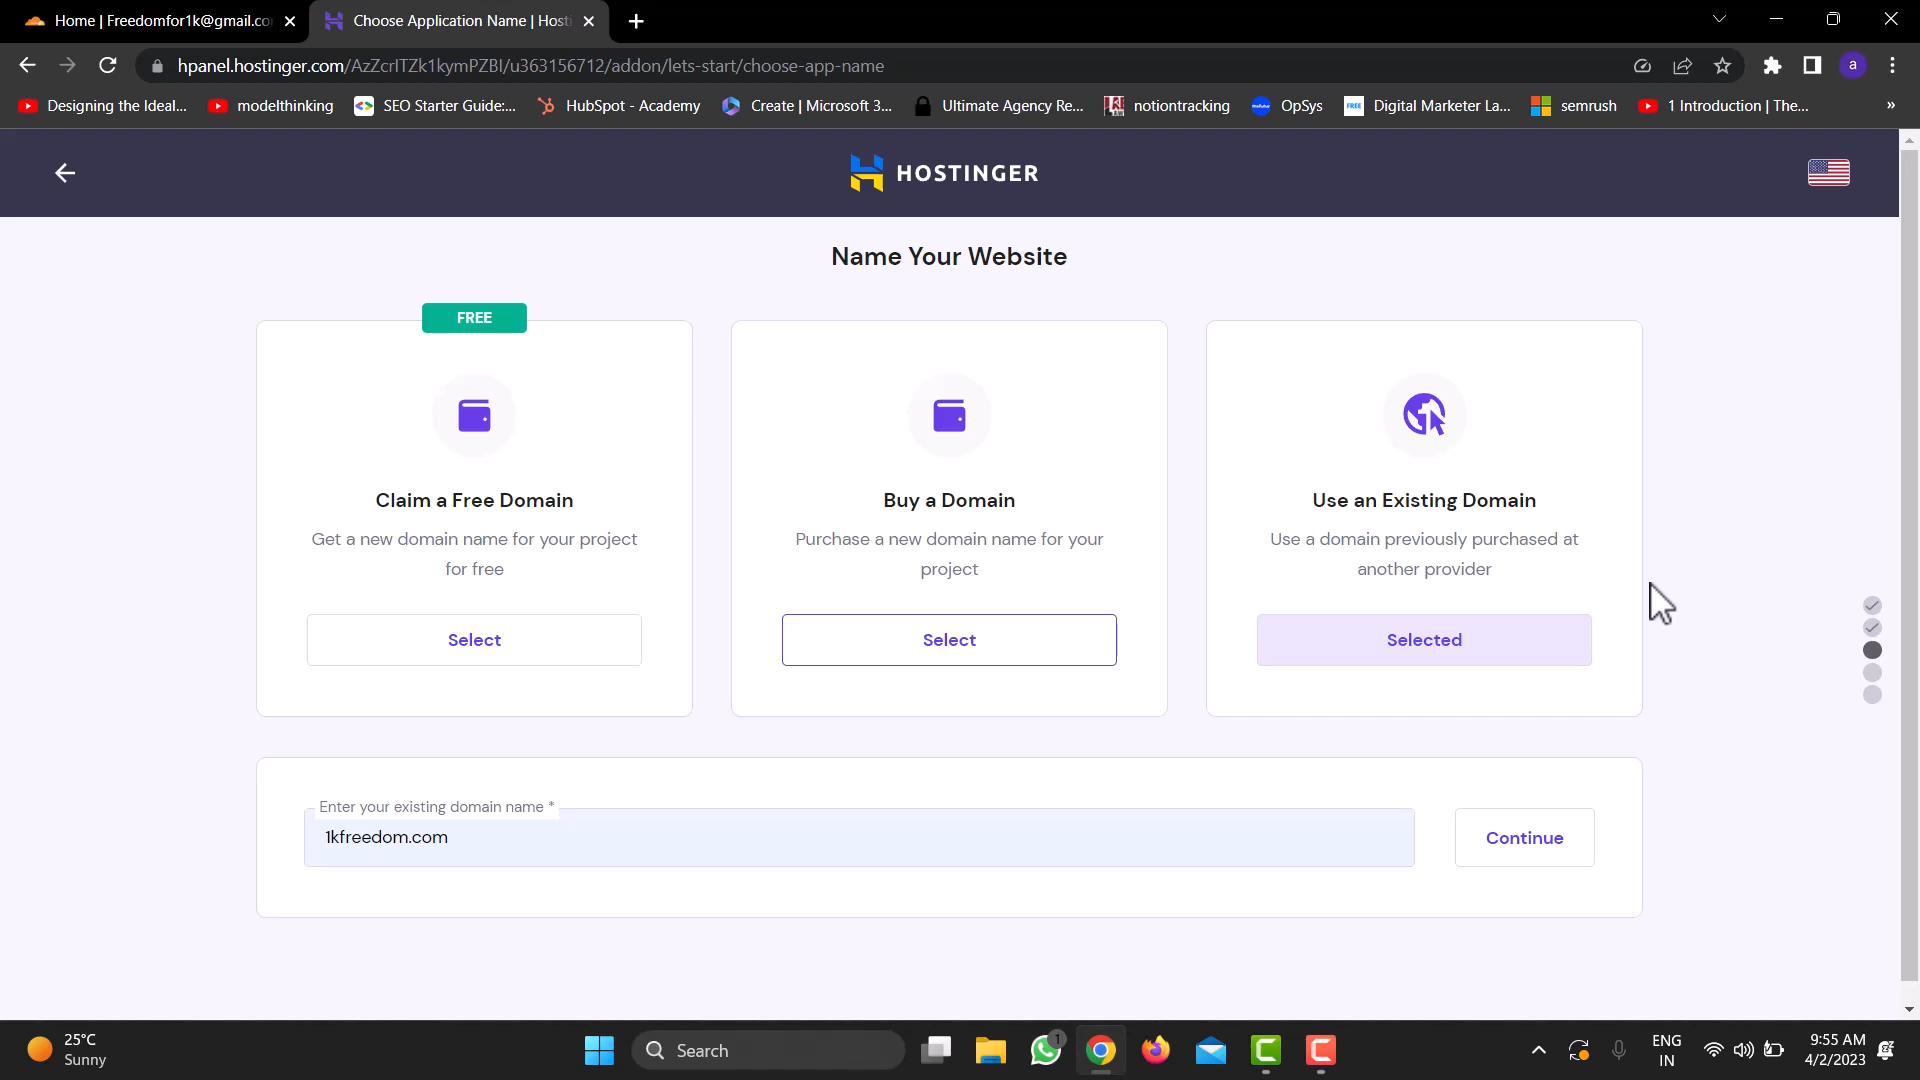 Home | Freedomfor1k@gmail.co
Choose Application Name | Hosti
hpanel.hostinger.com/AzZcrlTZk1kymPZBI/u363156712/addon/lets-start/choose-app-name
a
Designing the Ideal...
modelthinking
SEO Starter Guide:...
HubSpot - Academy
Create | Microsoft 3...
Ultimate Agency Re...
notiontracking
OpSys
FREE
Digital Marketer La...
semrush
1 Introduction | The...
»
HOSTINGER
Name Your Website
FREE
Claim a Free Domain
Get a new domain name for your project
for free
Select
Buy a Domain
Purchase a new domain name for your
project
Select
Use an Existing Domain
Use a domain previously purchased at
another provider
Selected
Enter your existing domain name *
1kfreedom.com
Continue
25°C
Sunny
Search
1
ENG
IN
9:55 AM
4/2/2023